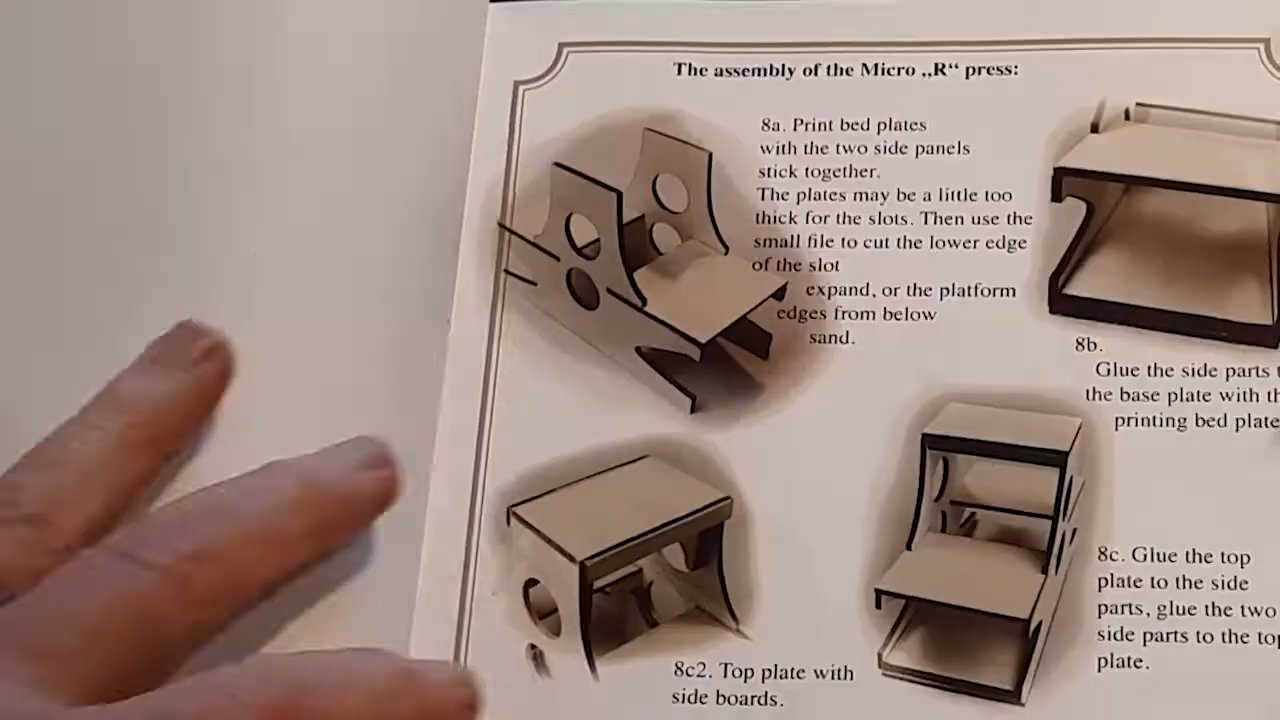 The assembly of the Micro „R“ press:
8a. Print bed plates
with the two side panels
stick together.
The plates may be a little too
thick for the slots. Then use the
small file to cut the lower edge
of the slot
expand, or the platform
edges from below
sand.
8b.
Glue the side parts
the base plate with
printing bed plate
8c2. Top plate with
side boards.
8c. Glue the top
plate to the side
parts, glue the two
side parts to the top
plate.